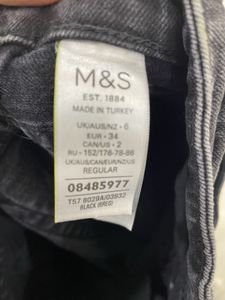 M&S
EST. 1884
MADE IN TURKEY
UK/AUS/NZ - 6
EUR - 34
CAN/US - 2
RU - 152/176-78-86
UK/AUS/CAN/EUR/NZ/US
REGULAR
08485977
T57 8029A/03932
BLACK (BREG)